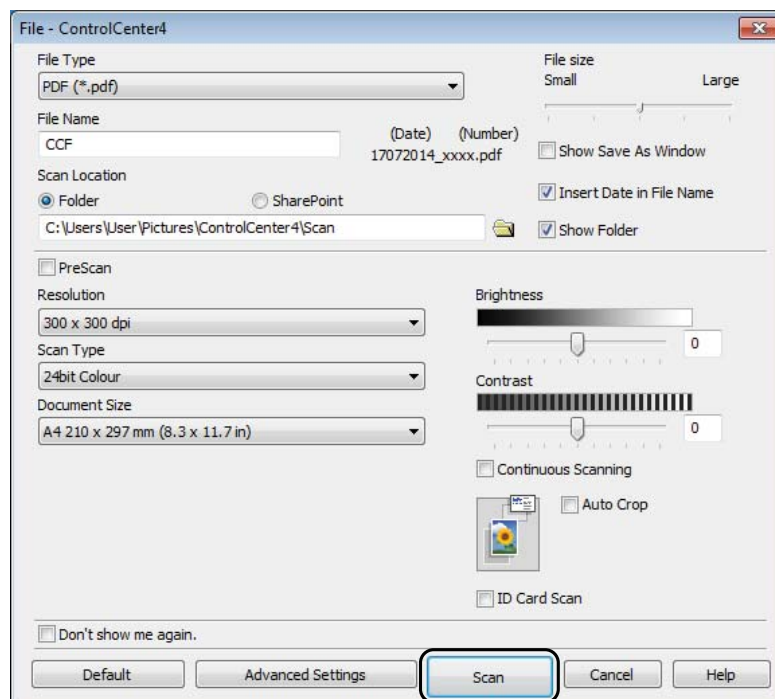 File - ControlCenter4
File Type
PDF (*.pdf)
File Name
CCF
(Date) (Number)
17072014_xxxx.pdf
Scan Location
Folder SharePoint
C:\Users\User\Pictures\ControlCenter4\Scan
File size
Small Large
Show Save As Window
Insert Date in File Name
Show Folder
PreScan
Resolution
300 x 300 dpi
Scan Type
24bit Colour
Document Size
A4 210 x 297 mm (8.3 x 11.7 in)
Brightness
0
Contrast
0
Continuous Scanning
Auto Crop
ID Card Scan
Don't show me again.
Default Advanced Settings Scan Cancel Help